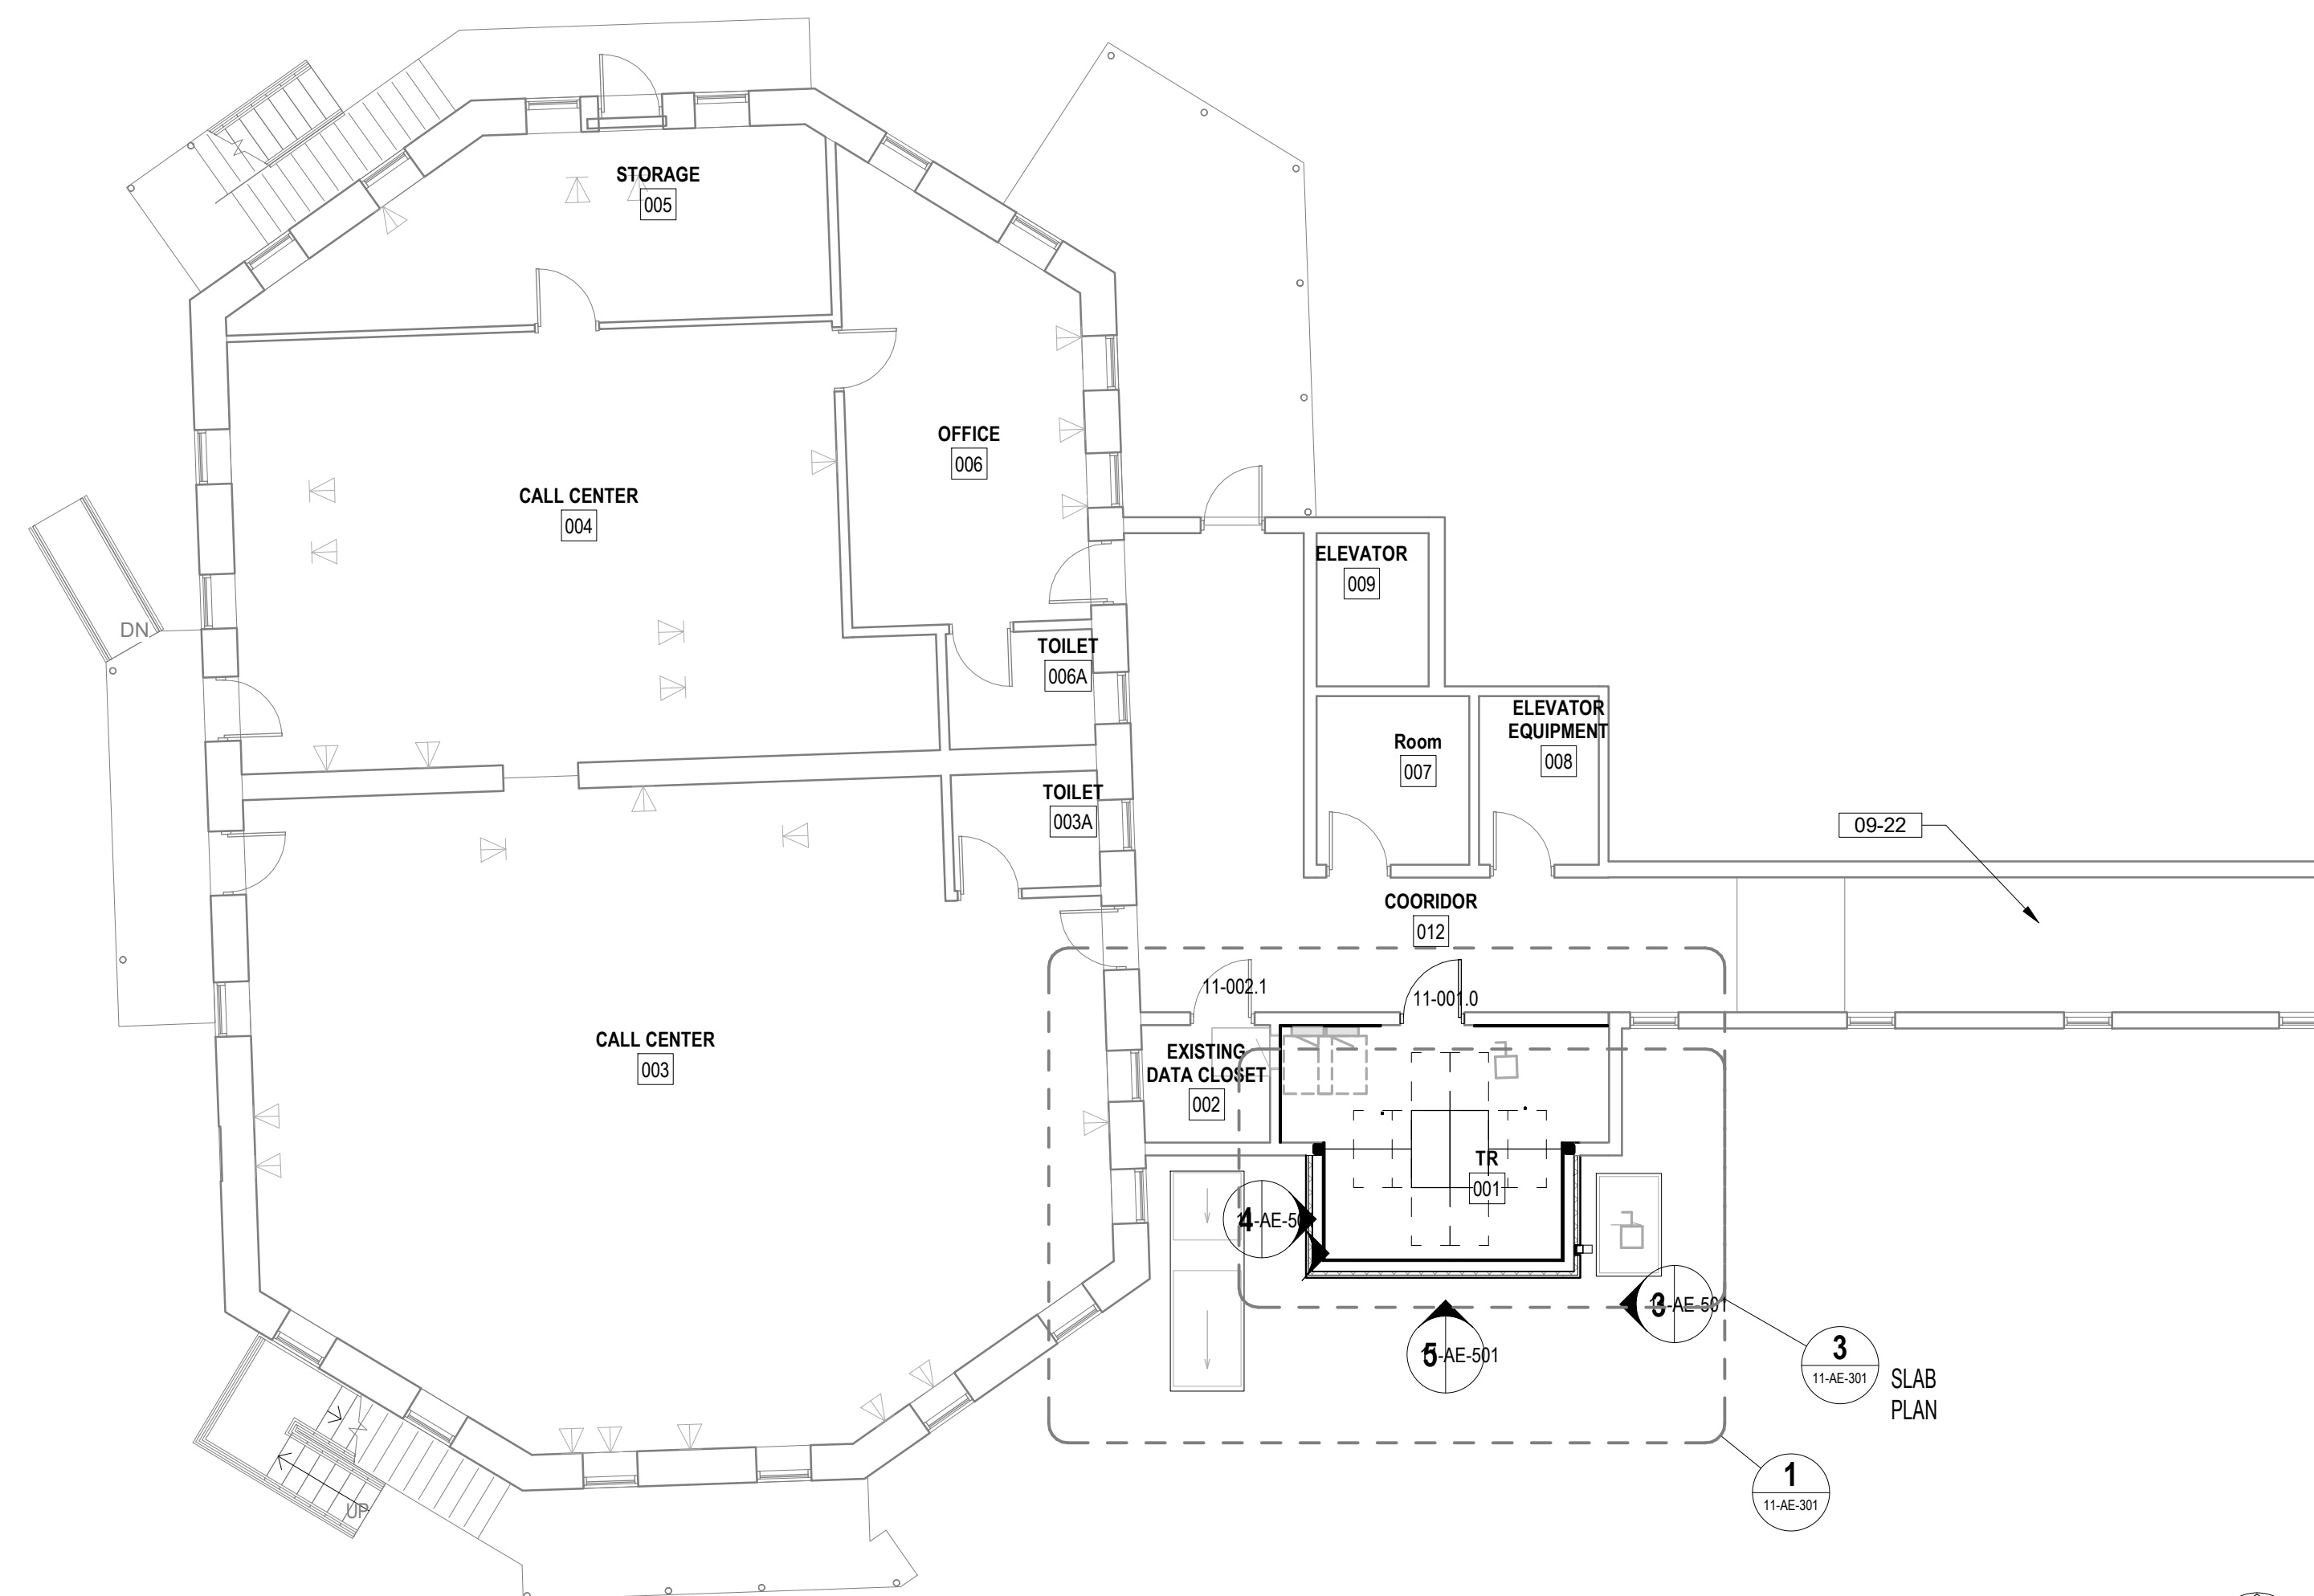 STORAGE
005
OFFICE
006
CALL CENTER
004
ELEVATOR
009
DN
TOILET
006A
ELEVATOR
EQUIPMENT
008
Room
007
TOILET
003A
09-22
COORIDOR
012
11-002.1
11-001.0
CALL CENTER
003
EXISTING
DATA CLOSET
002
TR
001
4
3
11-AE-501
5
11-AE-501
3
11-AE-301
SLAB
PLAN
1
11-AE-301
UP